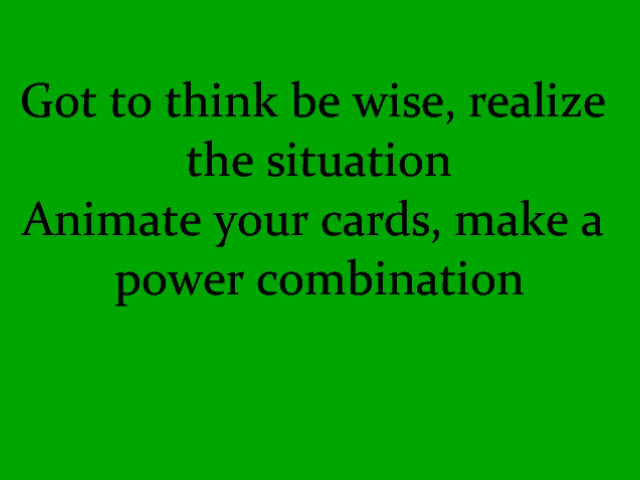 Got to think be wise, realize
the situation
Animate your cards, make a
power combination